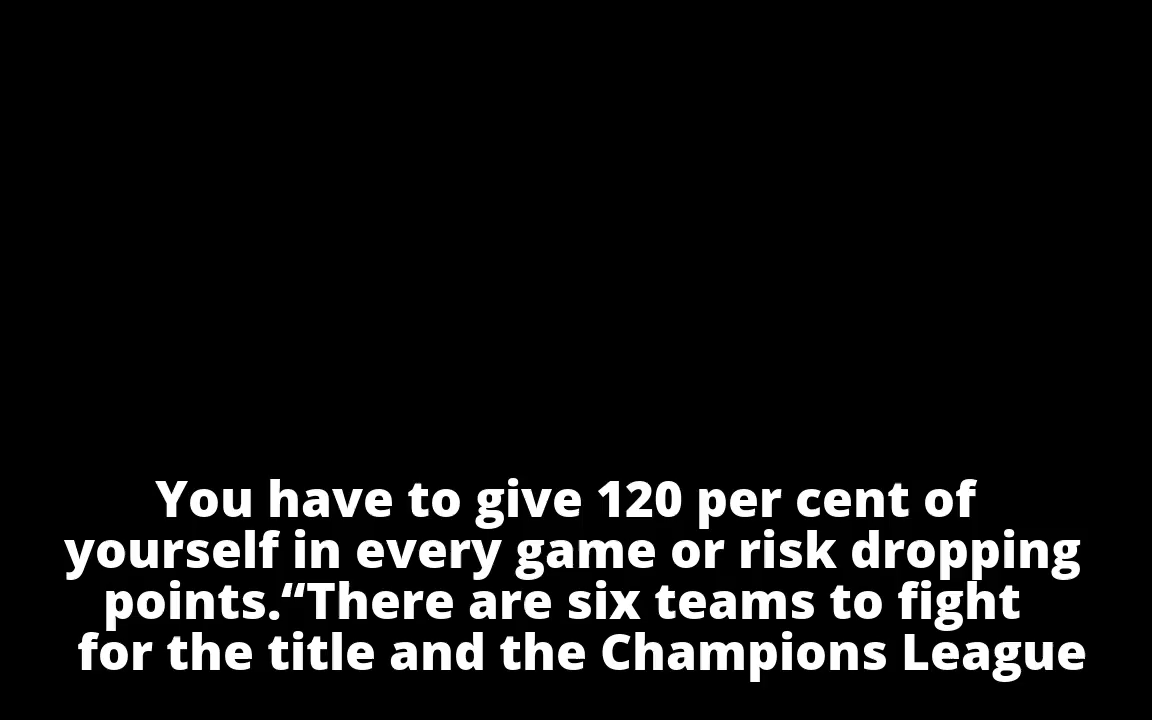 You have to give 120 per cent of
yourself in every game or risk dropping
points.“There are six teams to fight
for the title and the Champions League